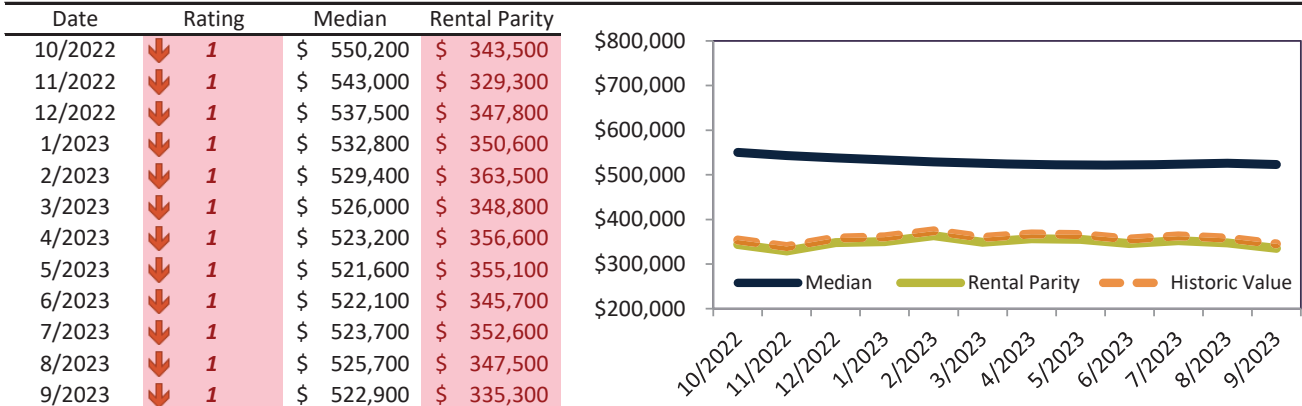 Date Rating Median Rental Parity
10/2022 1 $ 550,200 $ 343,500
11/2022 1 $ 543,000 $ 329,300
12/2022 1 $ 537,500 $ 347,800
1/2023 1 $ 532,800 $ 350,600
2/2023 1 $ 529,400 $ 363,500
3/2023 1 $ 526,000 $ 348,800
4/2023 1 $ 523,200 $ 356,600
5/2023 1 $ 521,600 $ 355,100
6/2023 1 $ 522,100 $ 345,700
7/2023 1 $ 523,700 $ 352,600
8/2023 1 $ 525,700 $ 347,500
9/2023 1 $ 522,900 $ 335,300
$800,000
$700,000
$600,000
$500,000
$400,000
$300,000
$200,000
Median Rental Parity Historic Value
10/2022 11/2022 12/2022 1/2023 2/2023 3/2023 4/2023 5/2023 6/2023 7/2023 8/2023 9/2023